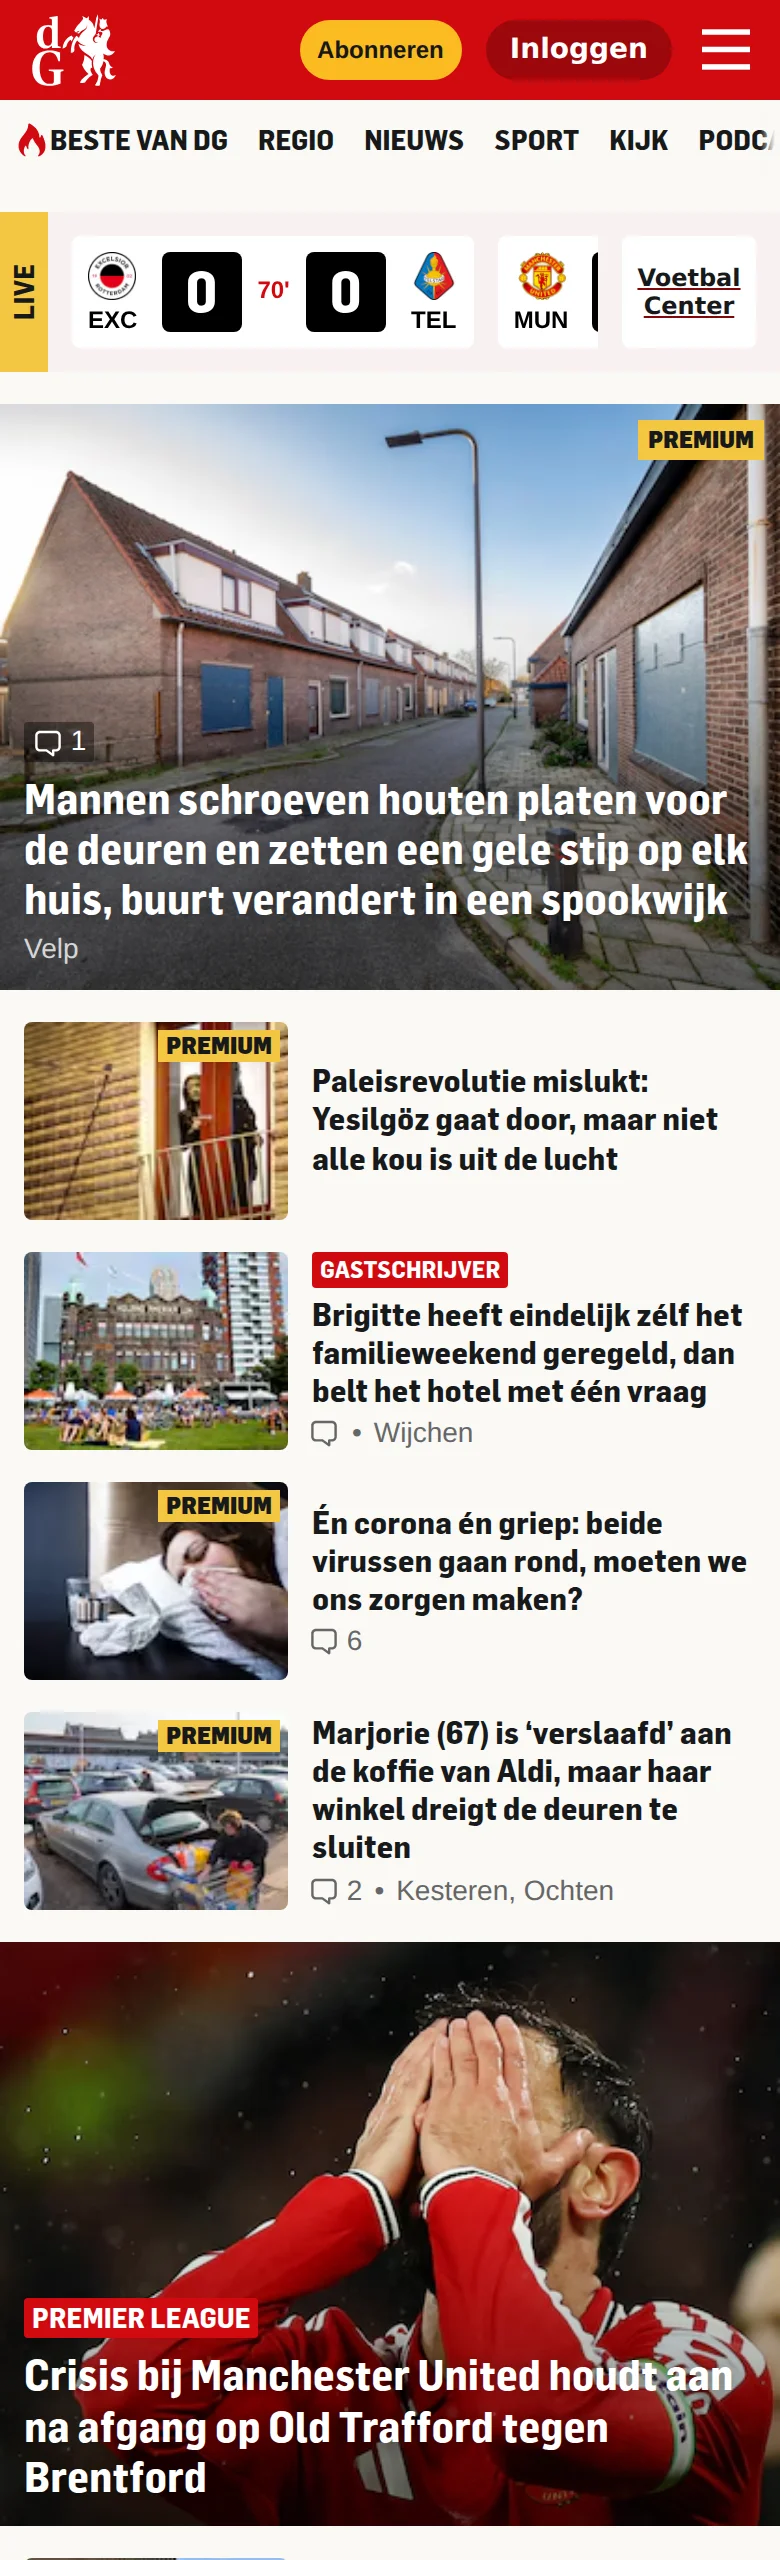 dG
Abonneren
Inloggen
BESTE VAN DG REGIO NIEUWS SPORT KIJK
LIVE
EXCELSIOR ROTTERDAM
EXC
0
70'
0
TEL
MANCHESTER UNITED
MUN
Voetbal
Center
PREMIUM
1
Mannen schroeven houten platen voor
de deuren en zetten een gele stip op elk
huis, buurt verandert in een spookwijk
Velp
PREMIUM
Paleisrevolutie mislukt:
Yesilgöz gaat door, maar niet
alle kou is uit de lucht
GASTSCHRIJVER
Brigitte heeft eindelijk zélf het
familieweekend geregeld, dan
belt het hotel met één vraag
• Wijchen
PREMIUM
Én corona én griep: beide
virussen gaan rond, moeten we
ons zorgen maken?
6
PREMIUM
Marjorie (67) is ‘verslaafd’ aan
de koffie van Aldi, maar haar
winkel dreigt de deuren te
sluiten
2 • Kesteren, Ochten
PREMIER LEAGUE
Crisis bij Manchester United houdt aan
na afgang op Old Trafford tegen
Brentford